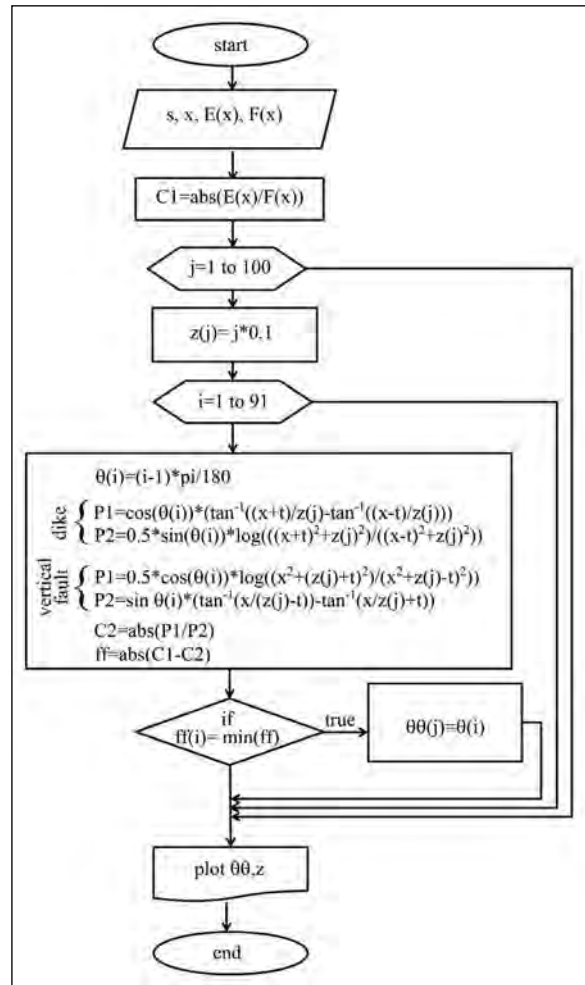 start
s, x, E(x), F(x)
C1=abs(E(x)/F(x))
j=1 to 100
z(j)= j*0.1
i=1 to 91
θ(i)=(i-1)*pi/180
dike
P1=cos(θ(i))*(tan⁻¹((x+t)/z(j)-tan⁻¹((x-t)/z(j)))
P2=0.5*sin(θ(i))*log(((x+t)²+z(j)²)/((x-t)²+z(j)²))
vertical
fault
P1=0.5*cos(θ(i))*log((x²+(z(j)+t)²)/(x²+z(j)-t)²))
P2=sin θ(i)*(tan⁻¹(x/(z(j)-t))-tan⁻¹(x/z(j)+t))
C2=abs(P1/P2)
ff=abs(C1-C2)
if
ff(i)= min(ff)
true
θθ(j)=θ(i)
plot θθ,z
end